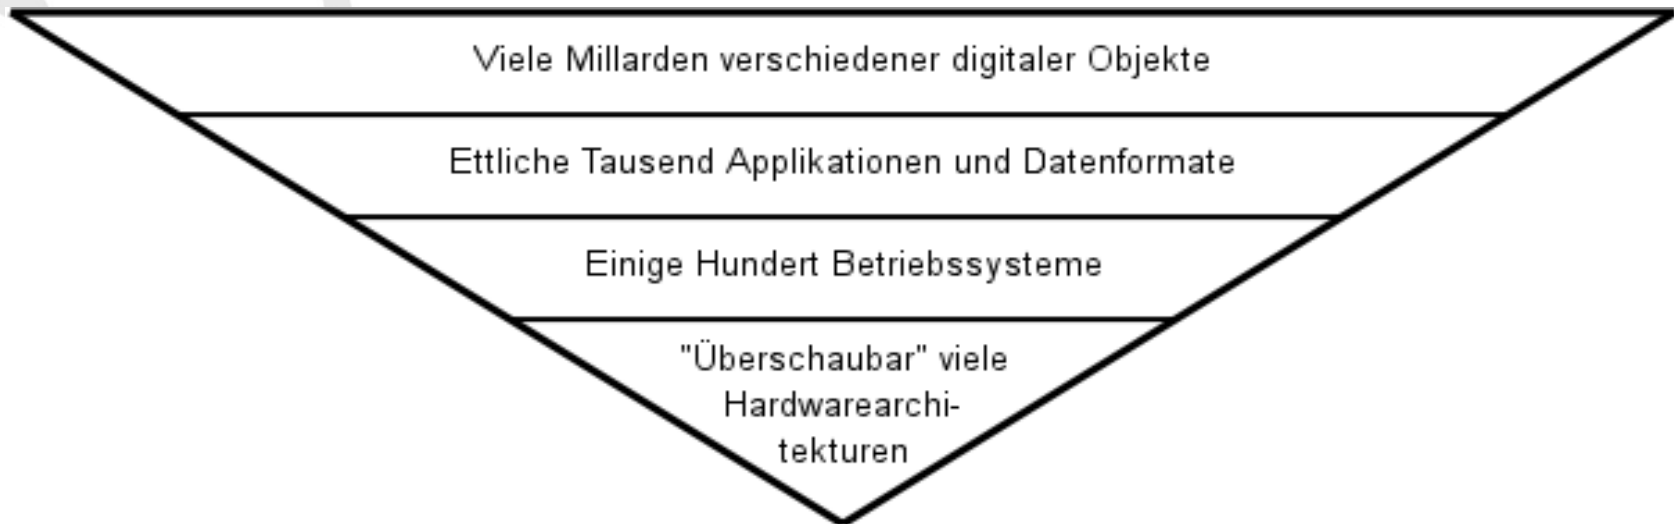 Viele Millarden verschiedener digitaler Objekte
Ettliche Tausend Applikationen und Datenformate
Einige Hundert Betriebssysteme
"Überschaubar" viele
Hardwarearchi-
tekturen